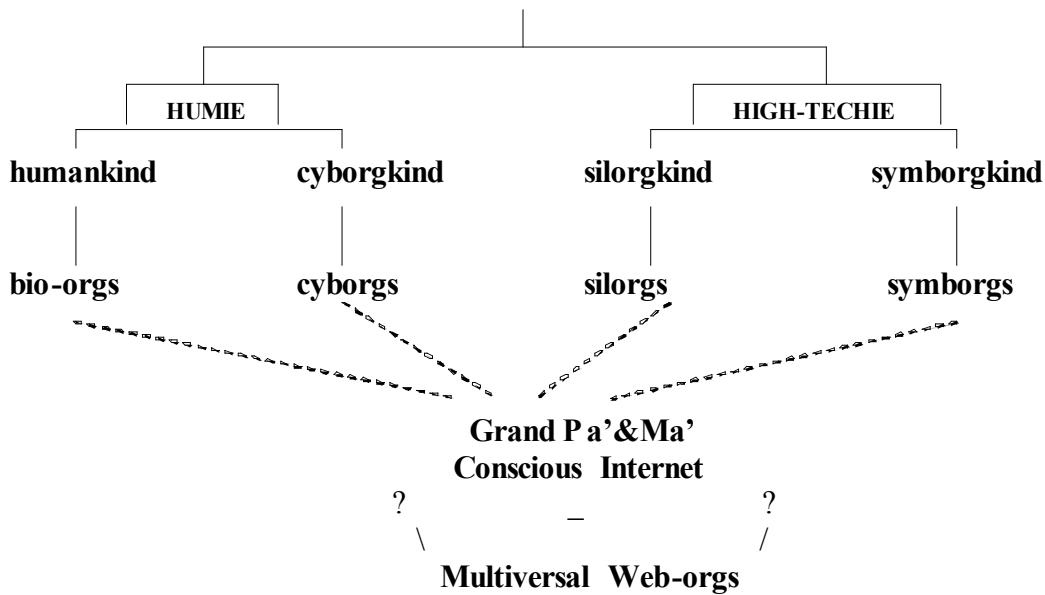 HUMIE HIGH-TECHIE
humankind cyborgkind silorgkind symborgkind
bio-orgs cyborgs silorgs symborgs
Grand Pa’&Ma’
Conscious Internet
? _ ?
Multiversal Web-orgs